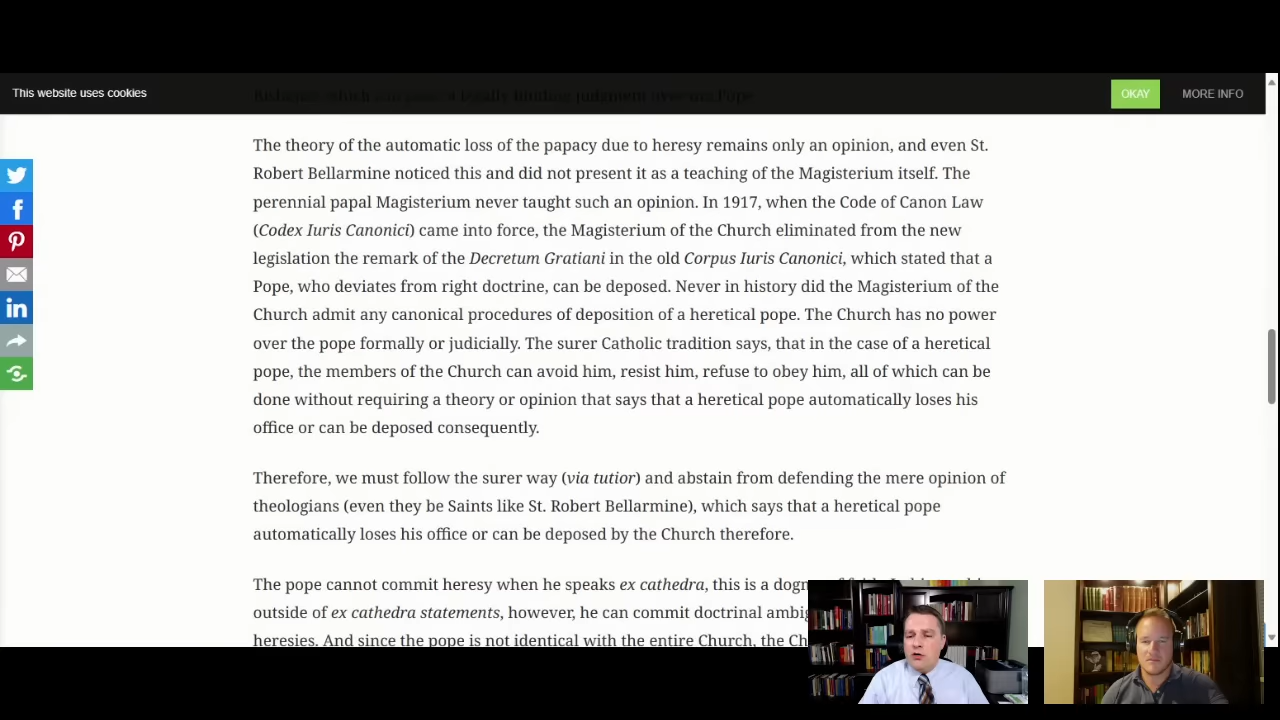 This website uses cookies
OKAY
MORE INFO
a legally binding judgment over the Pope
The theory of the automatic loss of the papacy due to heresy remains only an opinion, and even St.
Robert Bellarmine noticed this and did not present it as a teaching of the Magisterium itself. The
perennial papal Magisterium never taught such an opinion. In 1917, when the Code of Canon Law
(Codex Iuris Canonici) came into force, the Magisterium of the Church eliminated from the new
legislation the remark of the Decretum Gratiani in the old Corpus Iuris Canonici, which stated that a
Pope, who deviates from right doctrine, can be deposed. Never in history did the Magisterium of the
Church admit any canonical procedures of deposition of a heretical pope. The Church has no power
over the pope formally or judicially. The surer Catholic tradition says, that in the case of a heretical
pope, the members of the Church can avoid him, resist him, refuse to obey him, all of which can be
done without requiring a theory or opinion that says that a heretical pope automatically loses his
office or can be deposed consequently.
Therefore, we must follow the surer way (via tutior) and abstain from defending the mere opinion of
theologians (even they be Saints like St. Robert Bellarmine), which says that a heretical pope
automatically loses his office or can be deposed by the Church therefore.
The pope cannot commit heresy when he speaks ex cathedra, this is a
outside of ex cathedra statements, however, he can commit doctrinal
heresies. And since the pope is not identical with the entire Church, the